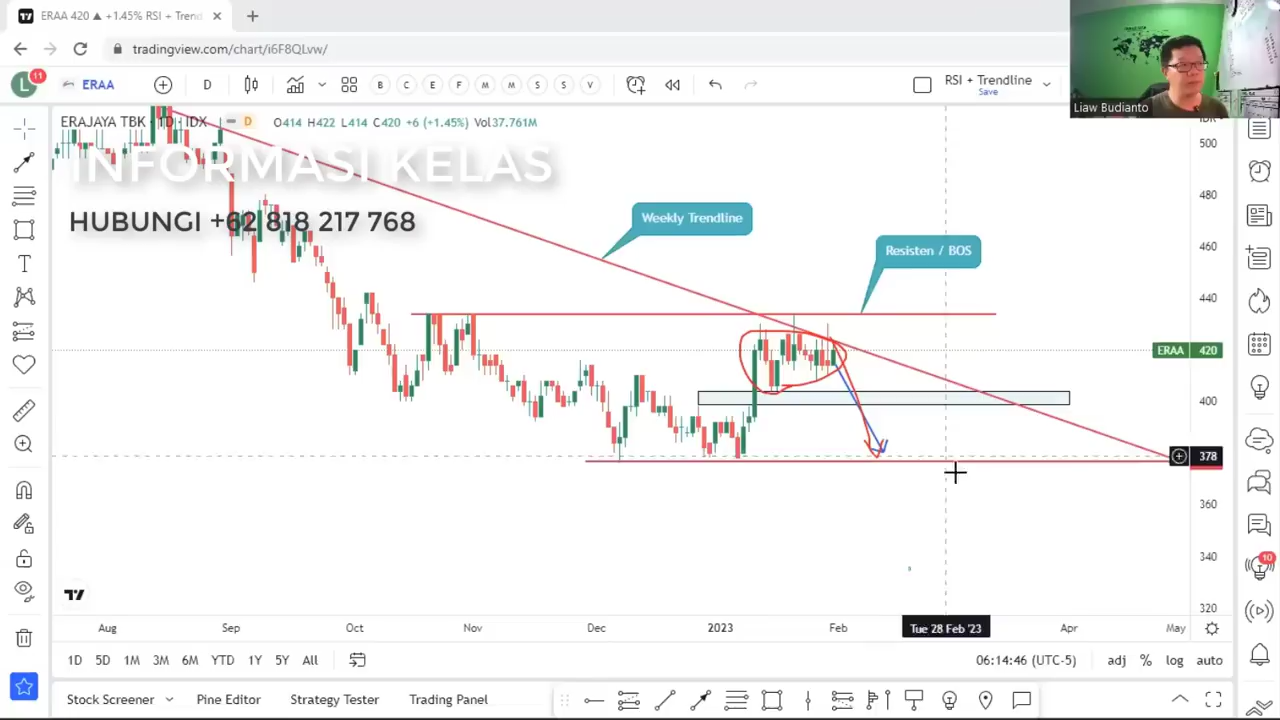 ERAA 420 ▲ +1.45% RSI + Trend
tradingview.com/chart/i6F8QLvw/
L 11 ERAA D B C E F M M S S V RSI + Trendline
Save
Liaw Budianto
ERAJAYA TBK · 1D · IDX D O414 H422 L414 C420 +6 (+1.45%) Vol37.761M
INFORMASI KELAS
HUBUNGI +62 818 217 768
Weekly Trendline
Resisten / BOS
500
480
460
440
ERAA 420
400
378
360
340
320
10
Aug Sep Oct Nov Dec 2023 Feb Tue 28 Feb '23 Apr May
1D 5D 1M 3M 6M YTD 1Y 5Y All 06:14:46 (UTC-5) adj % log auto
Stock Screener Pine Editor Strategy Tester Trading Panel